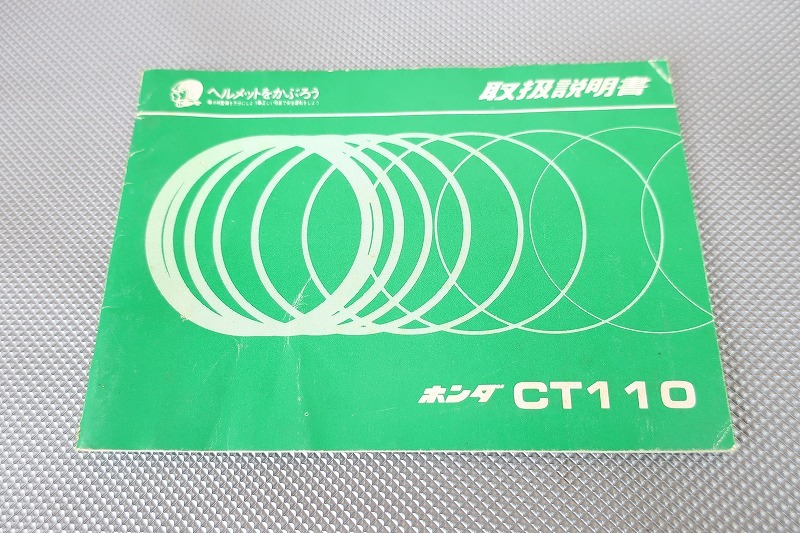 ヘルメットをかぶろう
取扱説明書
ホンダ CT110